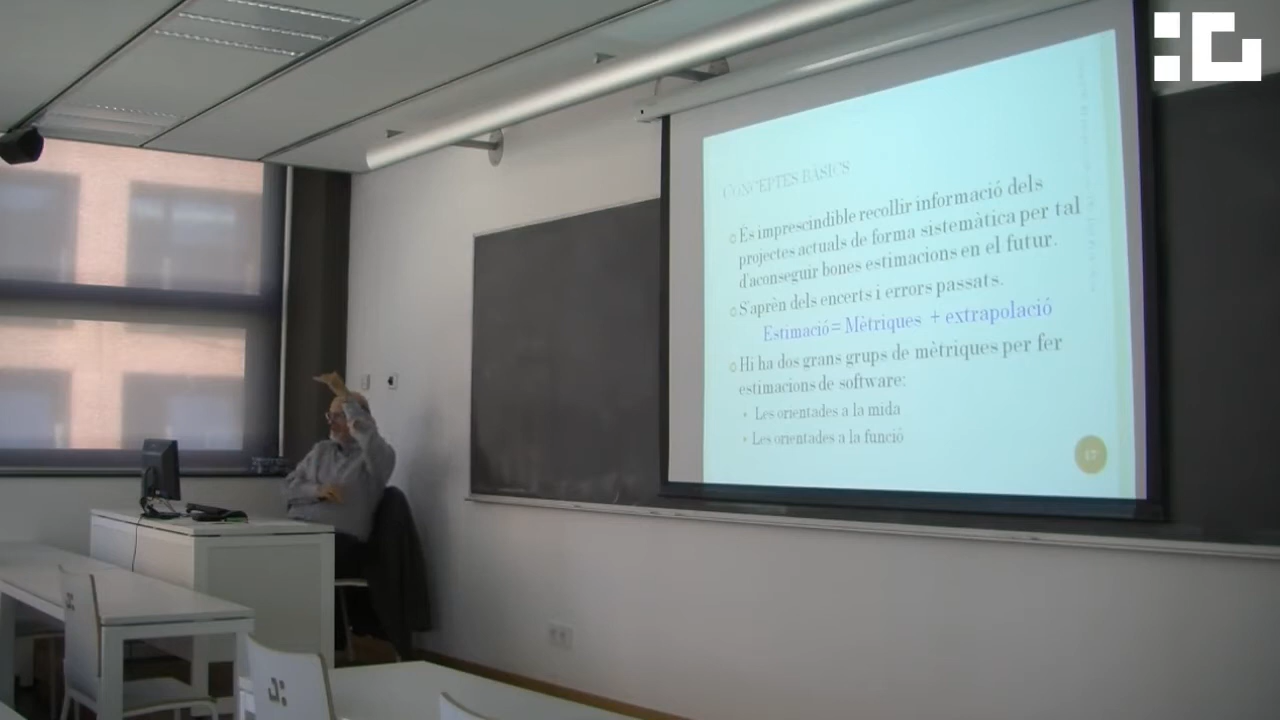 CONCEPTES BÀSICS
Es imprescindible recollir informació dels
projectes actuals de forma sistemàtica per tal
d'aconseguir bones estimacions en el futur.
S'aprèn dels encerts i errors passats.
Estimació= Mètriques + extrapolació
Hi ha dos grans grups de mètriques per fer
estimacions de software:
Les orientades a la mida
Les orientades a la funció
17